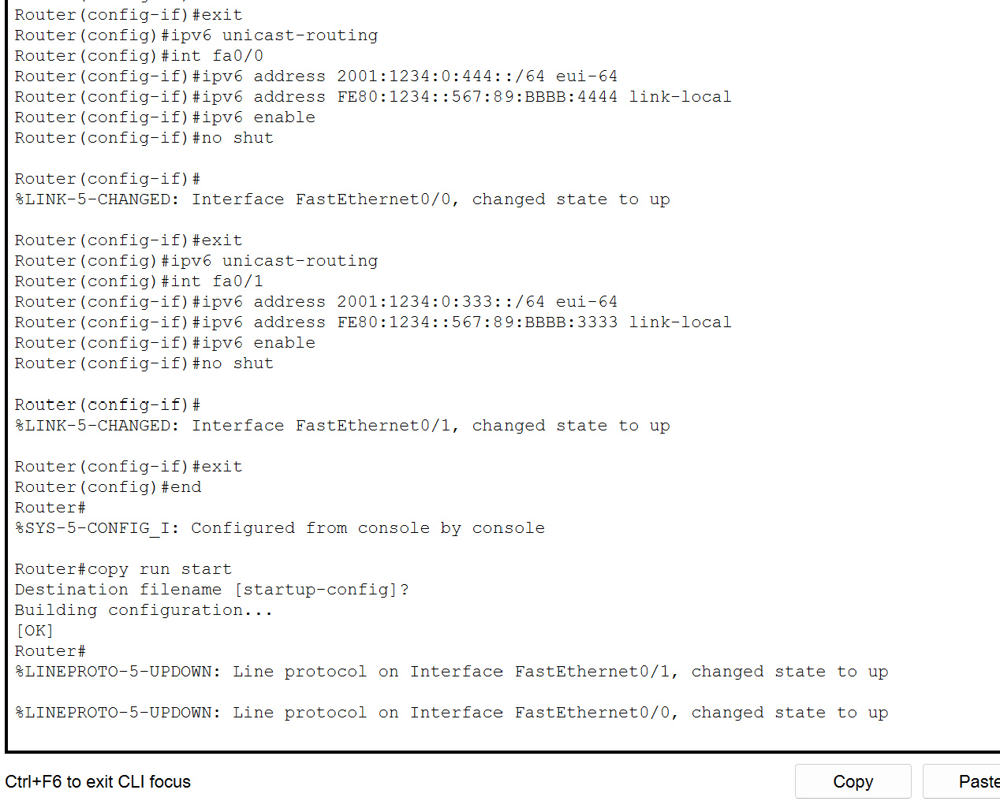 Router(config-if)#exit
Router(config)#ipv6 unicast-routing
Router(config)#int fa0/0
Router(config-if)#ipv6 address 2001:1234:0:444::/64 eui-64
Router(config-if)#ipv6 address FE80:1234::567:89:BBBB:4444 link-local
Router(config-if)#ipv6 enable
Router(config-if)#no shut
Router(config-if)#
%LINK-5-CHANGED: Interface FastEthernet0/0, changed state to up
Router(config-if)#exit
Router(config)#ipv6 unicast-routing
Router(config)#int fa0/1
Router(config-if)#ipv6 address 2001:1234:0:333::/64 eui-64
Router(config-if)#ipv6 address FE80:1234::567:89:BBBB:3333 link-local
Router(config-if)#ipv6 enable
Router(config-if)#no shut
Router(config-if)#
%LINK-5-CHANGED: Interface FastEthernet0/1, changed state to up
Router(config-if)#exit
Router(config)#end
Router#
%SYS-5-CONFIG_I: Configured from console by console
Router#copy run start
Destination filename [startup-config]?
Building configuration...
[OK]
Router#
%LINEPROTO-5-UPDOWN: Line protocol on Interface FastEthernet0/1, changed state to up
%LINEPROTO-5-UPDOWN: Line protocol on Interface FastEthernet0/0, changed state to up
Ctrl+F6 to exit CLI focus
Copy
Paste